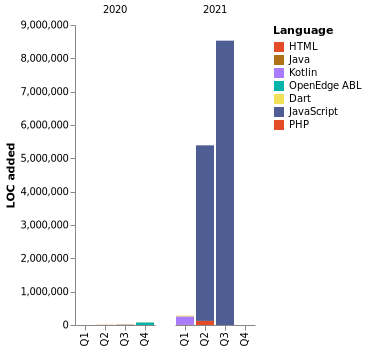 2020 2021
9,000,000
8,000,000
7,000,000
6,000,000
5,000,000
4,000,000
3,000,000
2,000,000
1,000,000
0
LOC added
Q1 Q2 Q3 Q4 Q1 Q2 Q3 Q4
Language
HTML
Java
Kotlin
OpenEdge ABL
Dart
JavaScript
PHP